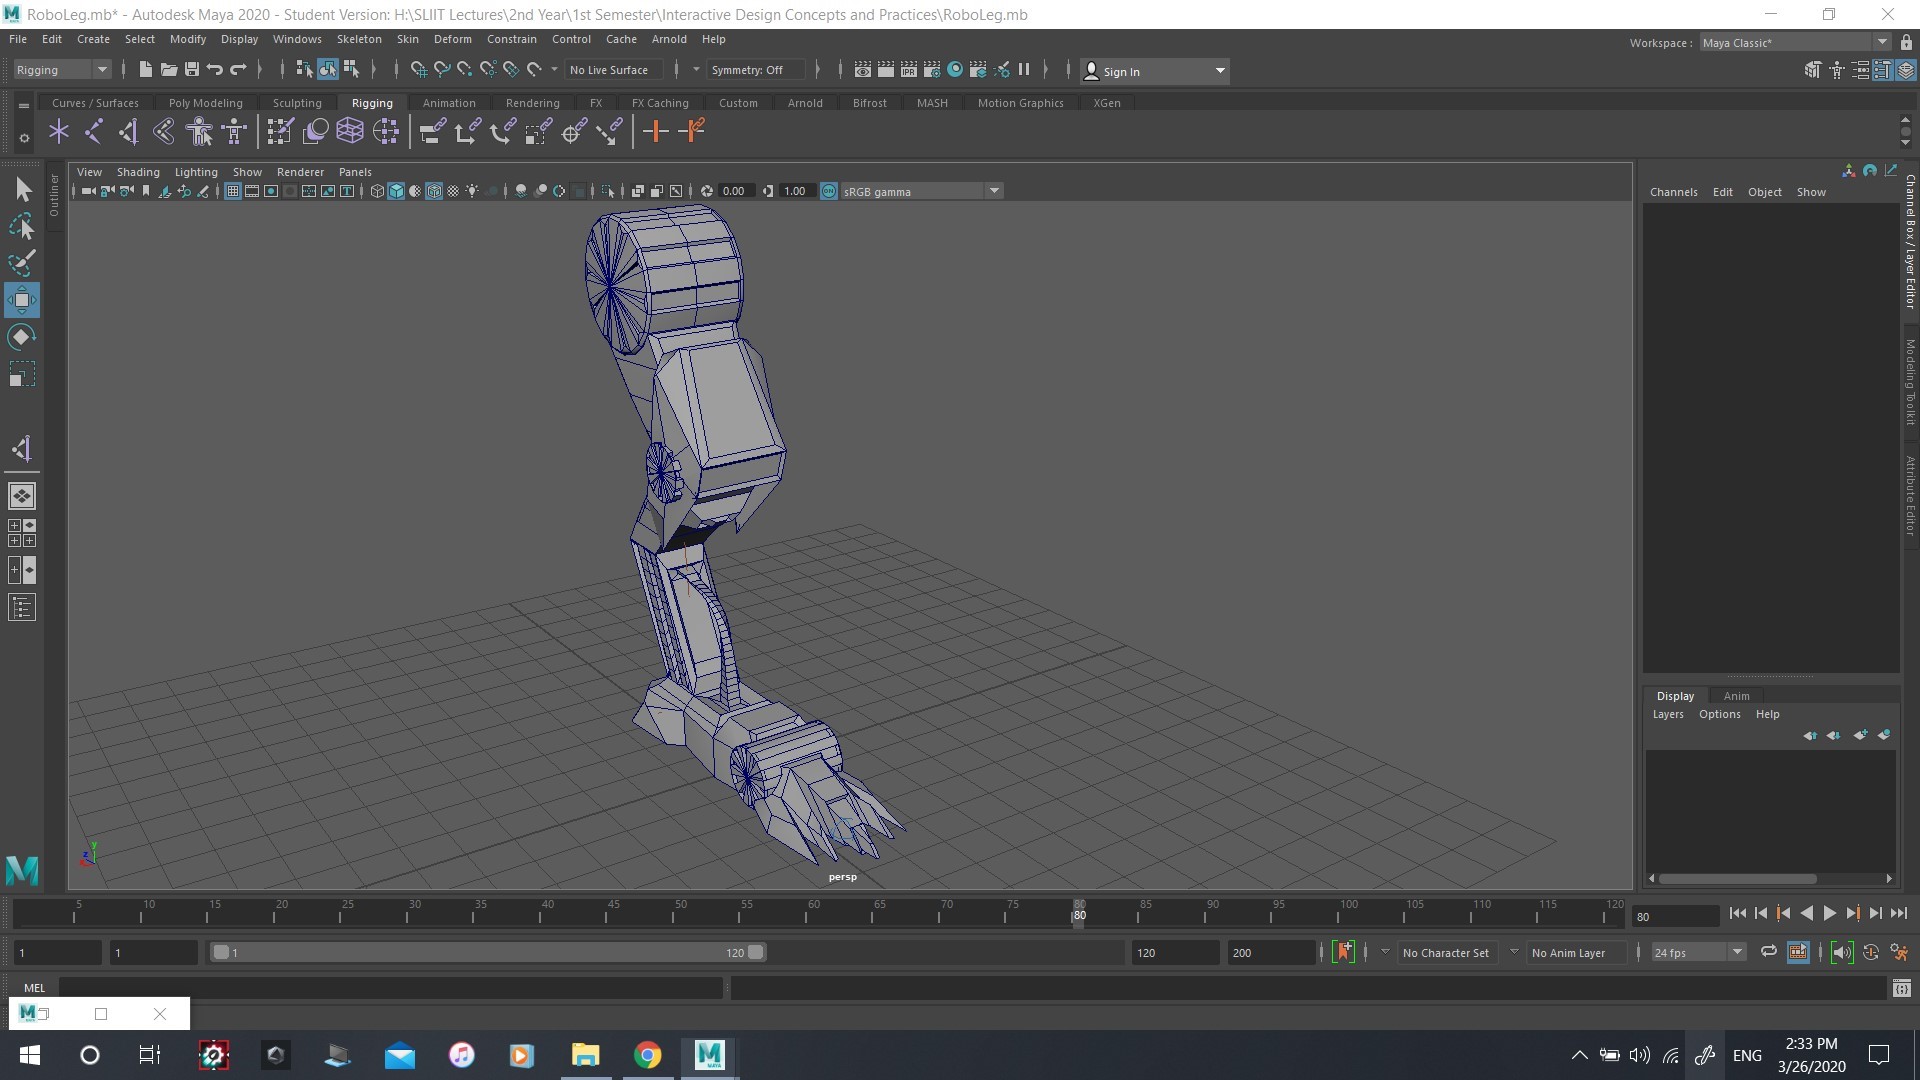 RoboLeg.mb* - Autodesk Maya 2020 - Student Version: H:\SLIIT Lectures\2nd Year\1st Semester\Interactive Design Concepts and Practices\RoboLeg.mb
File Edit Create Select Modify Display Windows Skeleton Skin Deform Constrain Control Cache Arnold Help
Workspace : Maya Classic*
Rigging
No Live Surface
Symmetry: Off
IPR
Sign In
Curves / Surfaces Poly Modeling Sculpting Rigging Animation Rendering FX FX Caching Custom Arnold Bifrost MASH Motion Graphics XGen
View Shading Lighting Show Renderer Panels
0.00 1.00 ON sRGB gamma
Outliner
Channels Edit Object Show
Channel Box / Layer Editor
Modeling Toolkit
Attribute Editor
persp
y
z
Display Anim
Layers Options Help
5 10 15 20 25 30 35 40 45 50 55 60 65 70 75 80 85 90 95 100 105 110 115 120
80
80
1 1 1 120 120 200 No Character Set No Anim Layer 24 fps
MEL
M
MAYA
ENG
2:33 PM
3/26/2020